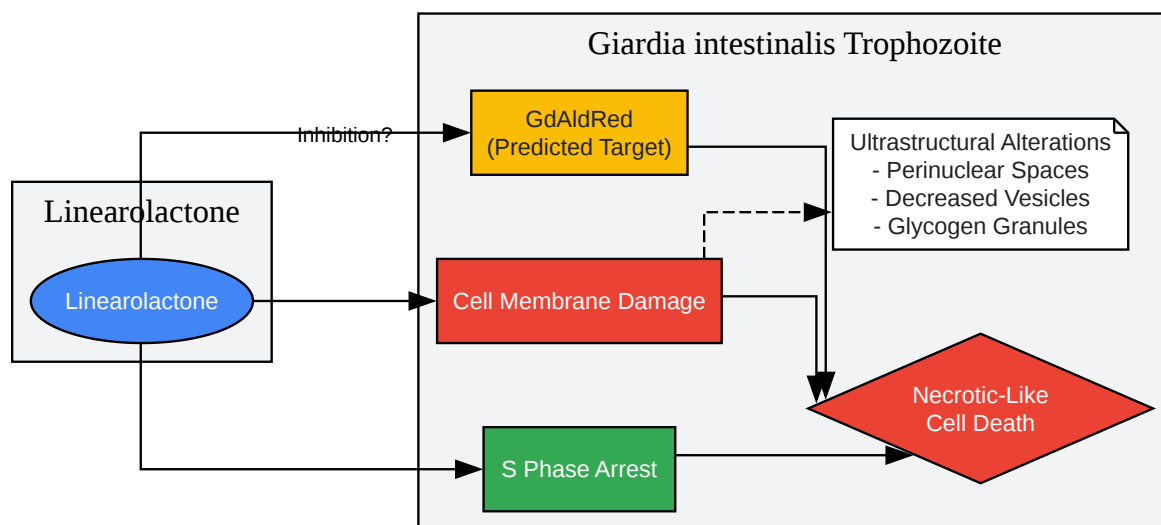 Giardia intestinalis Trophozoite
GdAldRed
(Predicted Target)
Inhibition?
Ultrastructural Alterations
- Perinuclear Spaces
- Decreased Vesicles
- Glycogen Granules
Linearolactone
Linearolactone
Cell Membrane Damage
Necrotic-Like
Cell Death
S Phase Arrest